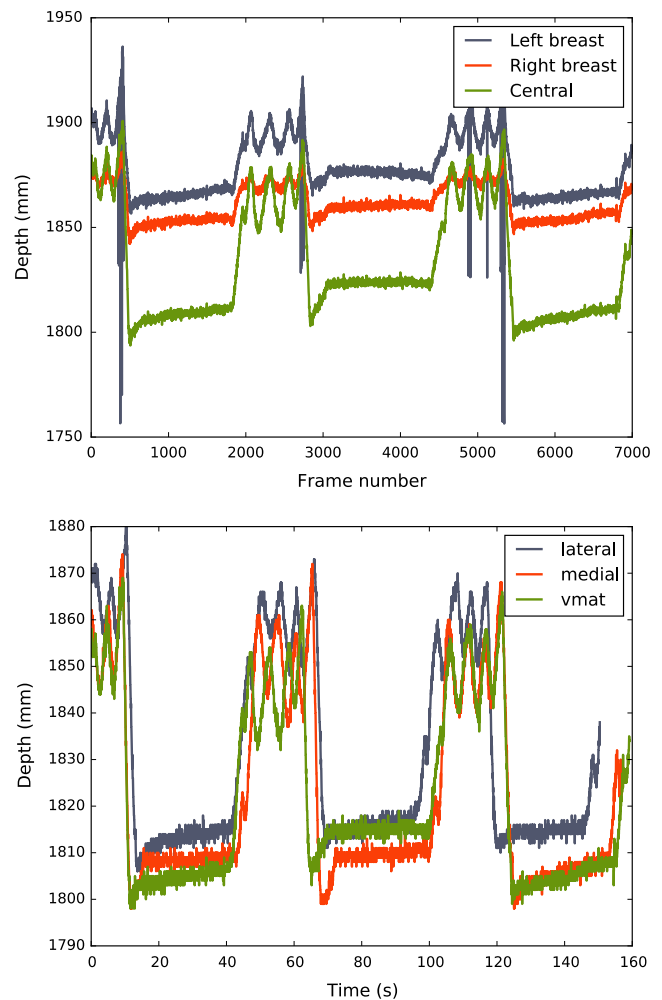 1950
1900
1850
1800
1750
Depth (mm)
Left breast
Right breast
Central
0 1000 2000 3000 4000 5000 6000 7000
Frame number
1880
1870
1860
1850
1840
1830
1820
1810
1800
1790
Depth (mm)
lateral
medial
vmat
0 20 40 60 80 100 120 140 160
Time (s)